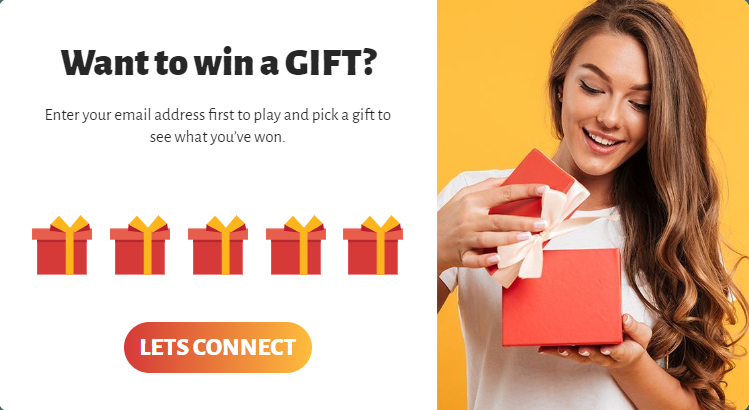 Want to win a GIFT?
Enter your email address first to play and pick a gift to
see what you've won.
LETS CONNECT